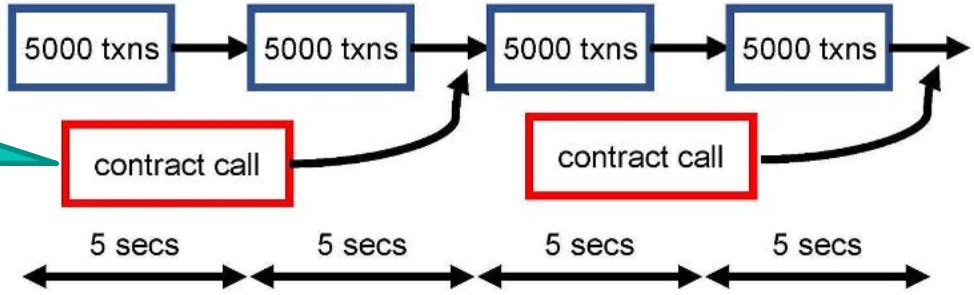 5000 txns 5000 txns 5000 txns 5000 txns
contract call contract call
5 secs 5 secs 5 secs 5 secs